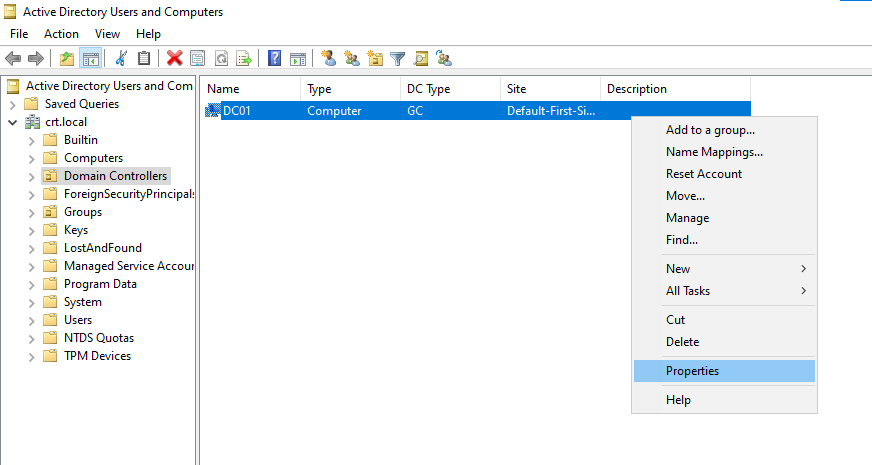 Active Directory Users and Computers
File Action View Help
Active Directory Users and Com
Saved Queries
crt.local
Builtin
Computers
Domain Controllers
ForeignSecurityPrincipals
Groups
Keys
LostAndFound
Managed Service Accoun
Program Data
System
Users
NTDS Quotas
TPM Devices
Name Type DC Type Site Description
DC01 Computer GC Default-First-Si...
Add to a group...
Name Mappings...
Reset Account
Move...
Manage
Find...
New
All Tasks
Cut
Delete
Properties
Help